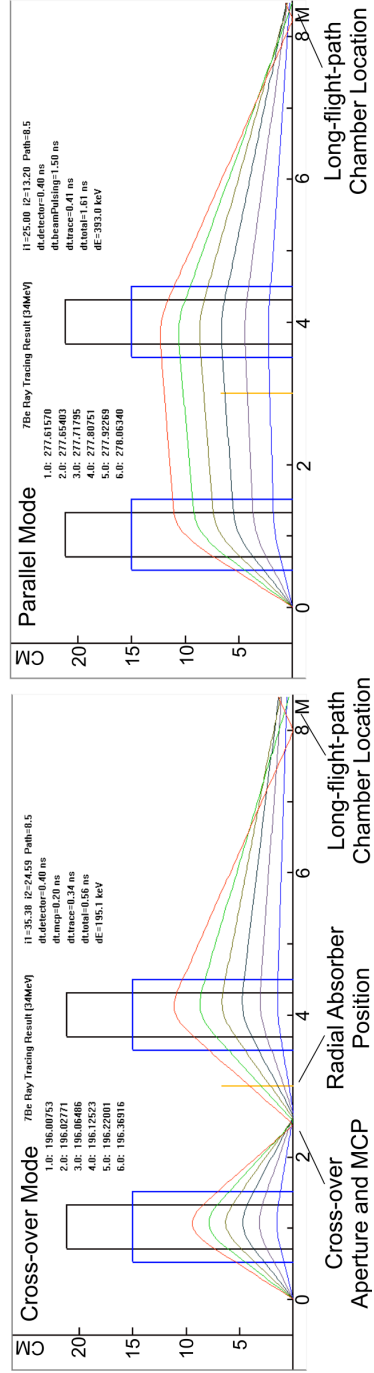 Cross-over Mode
7Be Ray Tracing Result (34MeV)
i1=35.38 i2=24.59 Path=8.5
dt.detector=0.40 ns
dt.mcp=0.20 ns
dt.trace=0.34 ns
dt.total=0.56 ns
dE=195.1 keV
1.0: 196.00753
2.0: 196.02771
3.0: 196.06486
4.0: 196.12523
5.0: 196.22001
6.0: 196.36916
CM
20
15
10
5
0
2
4
6
8
M
Cross-over
Aperture and MCP
Radial Absorber
Position
Long-flight-path
Chamber Location
Parallel Mode
7Be Ray Tracing Result (34MeV)
i1=25.00 i2=13.20 Path=8.5
dt.detector=0.40 ns
dt.beamPulsing=1.50 ns
dt.trace=0.41 ns
dt.total=1.61 ns
dE=393.0 keV
1.0: 277.61570
2.0: 277.65403
3.0: 277.71795
4.0: 277.80751
5.0: 277.92269
6.0: 278.06340
CM
20
15
10
5
0
2
4
6
8
M
Long-flight-path
Chamber Location